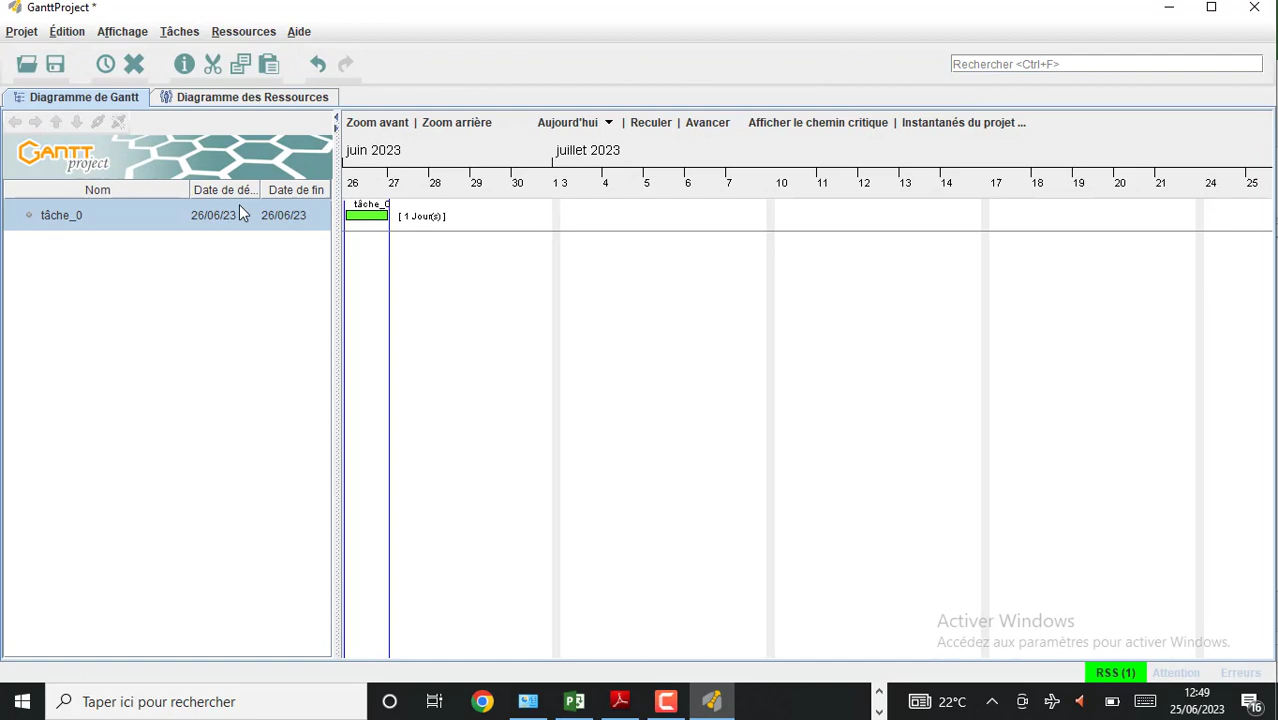 GanttProject *
Projet Édition Affichage Tâches Ressources Aide
Rechercher <Ctrl+F>
Diagramme de Gantt Diagramme des Ressources
Zoom avant | Zoom arrière Aujourd'hui | Reculer | Avancer Afficher le chemin critique | Instantanés du projet ...
GANTT project
juin 2023 juillet 2023
Nom Date de dé... Date de fin
26 27 28 29 30 1 3 4 5 6 7 10 11 12 13 14 17 18 19 20 21 24 25
tâche_0
tâche_0 26/06/23 26/06/23 [ 1 Jour(s) ]
Activer Windows
Accédez aux paramètres pour activer Windows.
RSS (1) Attention Erreurs
Taper ici pour rechercher
22°C
12:49
25/06/2023
16